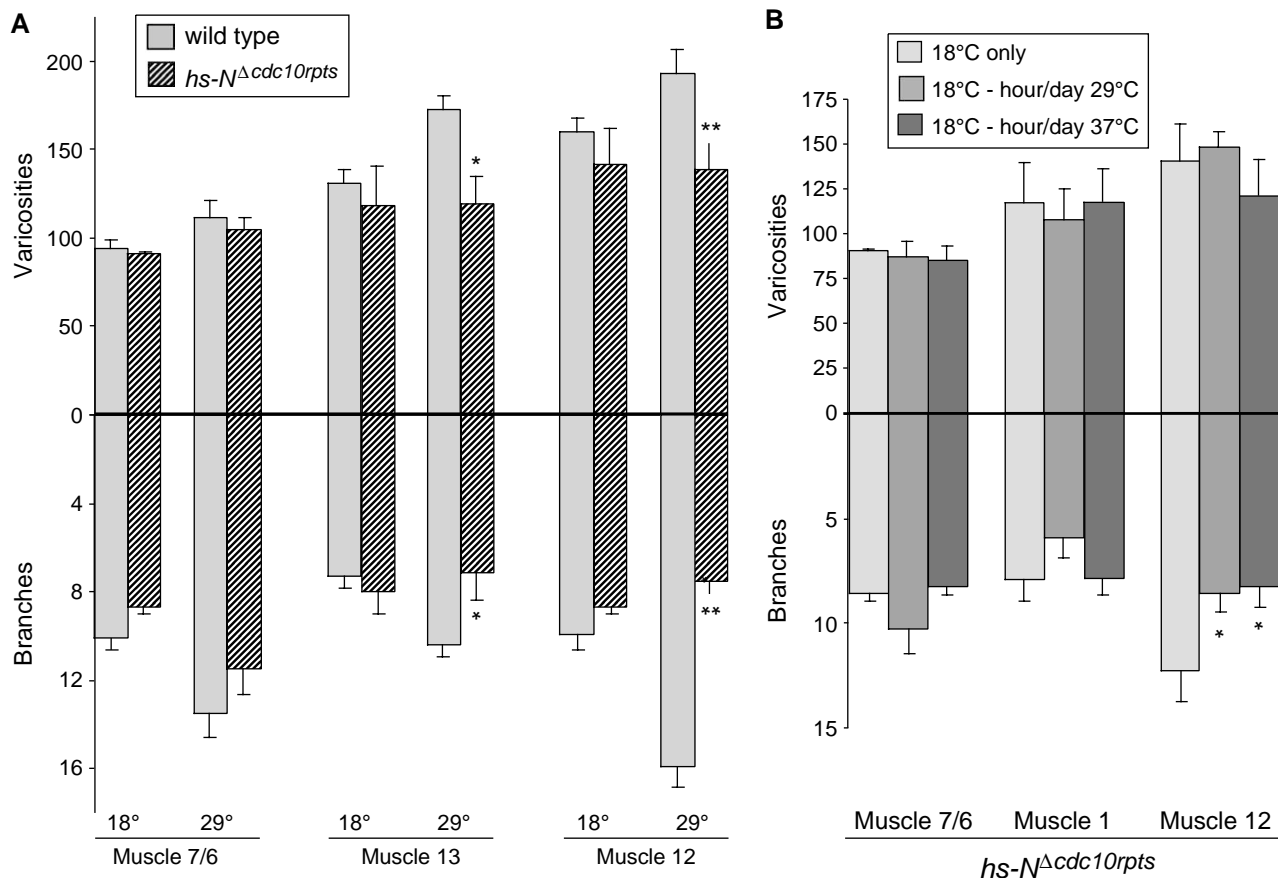 A
wild type
hs-N^Δcdc10rpts
Varicosities
200
150
100
50
0
Branches
4
8
12
16
*
**
*
**
18° 29° 18° 29° 18° 29°
Muscle 7/6 Muscle 13 Muscle 12
B
18°C only
18°C - hour/day 29°C
18°C - hour/day 37°C
Varicosities
175
150
125
100
75
50
25
0
Branches
5
10
15
* *
Muscle 7/6 Muscle 1 Muscle 12
hs-N^Δcdc10rpts